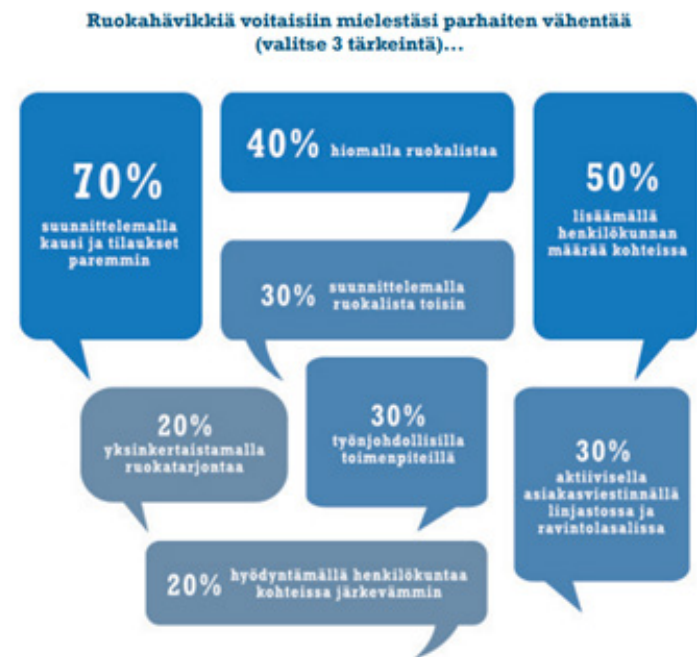 Ruokahävikkiä voitaisiin mielestäsi parhaiten vähentää
(valitse 3 tärkeintä)...
70%
suunnittelemalla
kausi ja tilaukset
paremmin
40% hiomalla ruokalistaa
50%
lisäämällä
henkilökunnan
määrää kohteissa
30% suunnittelemalla
ruokalista toisin
20%
yksinkertaistamalla
ruokatarjontaa
30%
työnjohdollisilla
toimenpiteillä
30%
aktiivisella
asiakasviestinnällä
linjastossa ja
ravintolasalissa
20% hyödyntämällä henkilökuntaa
kohteissa järkevämmin